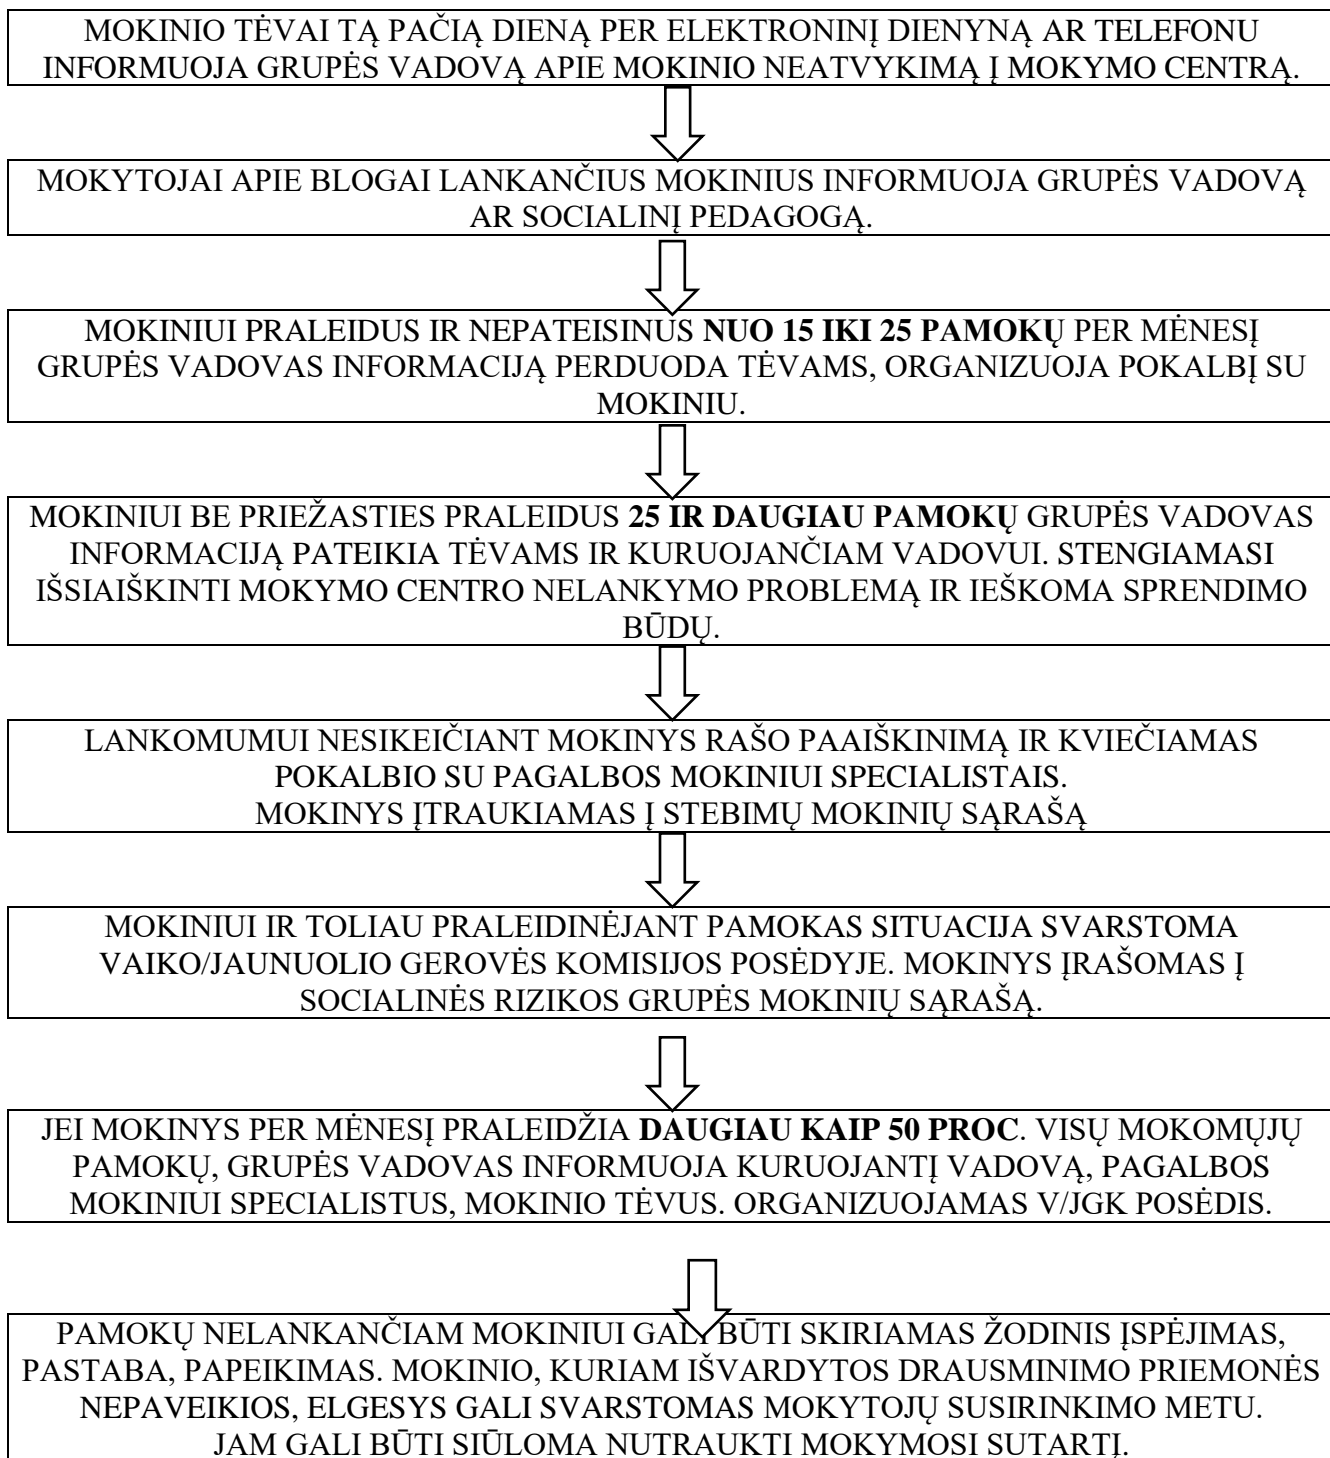 MOKINIO TĖVAI TĄ PAČIĄ DIENĄ PER ELEKTRONINĮ DIENYNĄ AR TELEFONU
INFORMUOJA GRUPĖS VADOVĄ APIE MOKINIO NEATVYKIMĄ Į MOKYMO CENTRĄ.
MOKYTOJAI APIE BLOGAI LANKANČIUS MOKINIUS INFORMUOJA GRUPĖS VADOVĄ
AR SOCIALINĮ PEDAGOGĄ.
MOKINIUI PRALEIDUS IR NEPATEISINUS NUO 15 IKI 25 PAMOKŲ PER MĖNESĮ
GRUPĖS VADOVAS INFORMACIJĄ PERDUODA TĖVAMS, ORGANIZUOJA POKALBĮ SU
MOKINIU.
MOKINIUI BE PRIEŽASTIES PRALEIDUS 25 IR DAUGIAU PAMOKŲ GRUPĖS VADOVAS
INFORMACIJĄ PATEIKIA TĖVAMS IR KURUOJANČIAM VADOVUI. STENGIAMASI
IŠSIAIŠKINTI MOKYMO CENTRO NELANKYMO PROBLEMĄ IR IEŠKOMA SPRENDIMO
BŪDŲ.
LANKOMUMUI NESIKEIČIANT MOKINYS RAŠO PAAIŠKINIMĄ IR KVIEČIAMAS
POKALBIO SU PAGALBOS MOKINIUI SPECIALISTAIS.
MOKINYS ĮTRAUKIAMAS Į STEBIMŲ MOKINIŲ SĄRAŠĄ
MOKINIUI IR TOLIAU PRALEIDINĖJANT PAMOKAS SITUACIJA SVARSTOMA
VAIKO/JAUNUOLIO GEROVĖS KOMISIJOS POSĖDYJE. MOKINYS ĮRAŠOMAS Į
SOCIALINĖS RIZIKOS GRUPĖS MOKINIŲ SĄRAŠĄ.
JEI MOKINYS PER MĖNESĮ PRALEIDŽIA DAUGIAU KAIP 50 PROC. VISŲ MOKOMŲJŲ
PAMOKŲ, GRUPĖS VADOVAS INFORMUOJA KURUOJANTĮ VADOVĄ, PAGALBOS
MOKINIUI SPECIALISTUS, MOKINIO TĖVUS. ORGANIZUOJAMAS V/JGK POSĖDIS.
PAMOKŲ NELANKANČIAM MOKINIUI GALI BŪTI SKIRIAMAS ŽODINIS ĮSPĖJIMAS,
PASTABA, PAPEIKIMAS. MOKINIO, KURIAM IŠVARDYTOS DRAUSMINIMO PRIEMONĖS
NEPAVEIKIOS, ELGESYS GALI SVARSTOMAS MOKYTOJŲ SUSIRINKIMO METU.
JAM GALI BŪTI SIŪLOMA NUTRAUKTI MOKYMOSI SUTARTĮ.